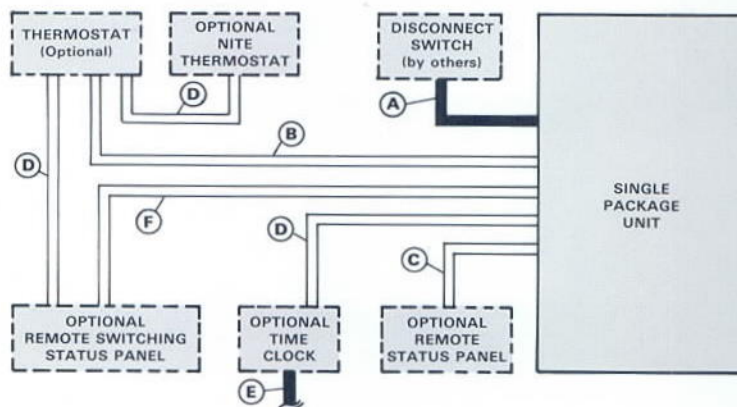 THERMOSTAT
(Optional)
OPTIONAL
NITE
THERMOSTAT
DISCONNECT
SWITCH
(by others)
D
A
B
D
F
D
C
SINGLE
PACKAGE
UNIT
OPTIONAL
REMOTE SWITCHING
STATUS PANEL
OPTIONAL
TIME
CLOCK
OPTIONAL
REMOTE
STATUS PANEL
E